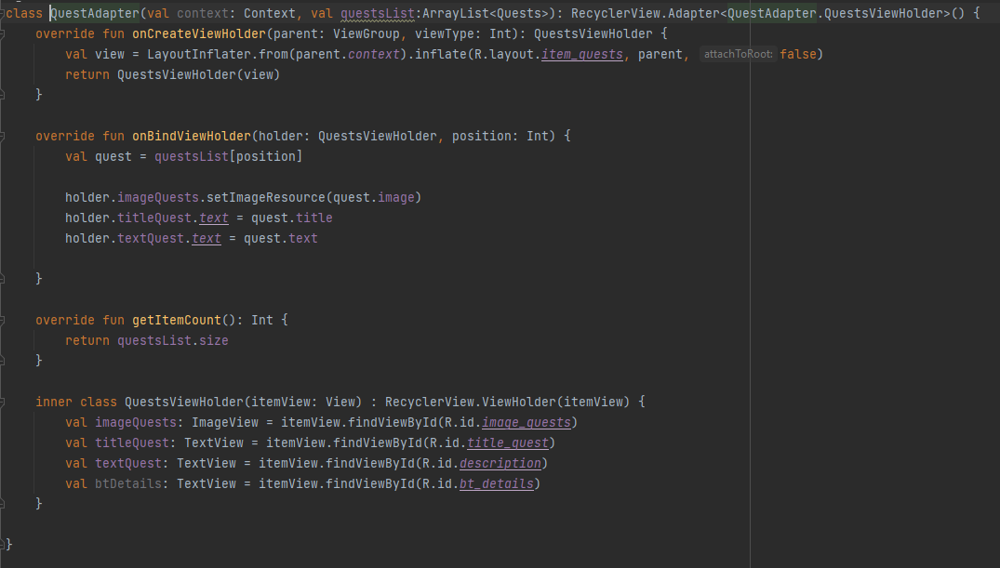 class QuestAdapter(val context: Context, val questsList:ArrayList<Quests>): RecyclerView.Adapter<QuestAdapter.QuestsViewHolder>() {
    override fun onCreateViewHolder(parent: ViewGroup, viewType: Int): QuestsViewHolder {
        val view = LayoutInflater.from(parent.context).inflate(R.layout.item_quests, parent, attachToRoot: false)
        return QuestsViewHolder(view)
    }
    override fun onBindViewHolder(holder: QuestsViewHolder, position: Int) {
        val quest = questsList[position]
        holder.imageQuests.setImageResource(quest.image)
        holder.titleQuest.text = quest.title
        holder.textQuest.text = quest.text
    }
    override fun getItemCount(): Int {
        return questsList.size
    }
    inner class QuestsViewHolder(itemView: View) : RecyclerView.ViewHolder(itemView) {
        val imageQuests: ImageView = itemView.findViewById(R.id.image_quests)
        val titleQuest: TextView = itemView.findViewById(R.id.title_quest)
        val textQuest: TextView = itemView.findViewById(R.id.description)
        val btDetails: TextView = itemView.findViewById(R.id.bt_details)
    }
}